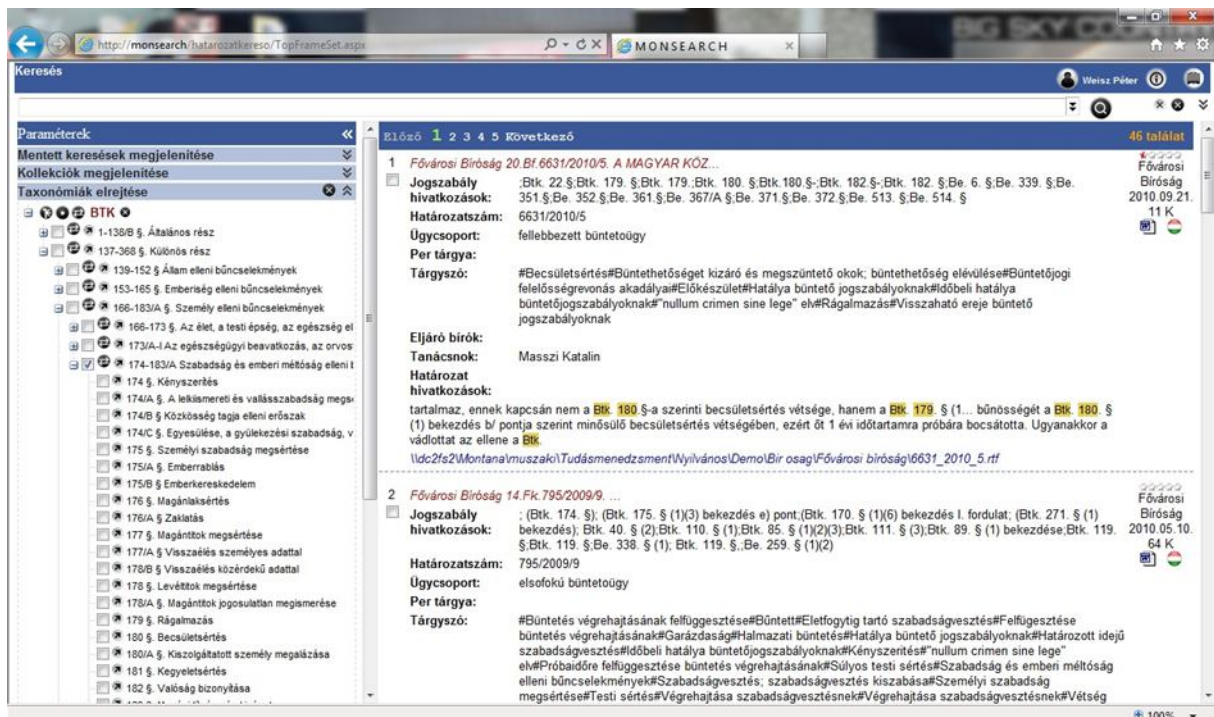 BIG SKY COU
http://monsearch/hatarozatkereso/TopFrameSet.aspx
MONSEARCH
Keresés
Weisz Péter
Paraméterek
Mentett keresések megjelenítése
Kollekciók megjelenítése
Taxonómiák elrejtése
BTK
1-138/B §. Általános rész
137-368 §. Különös rész
139-152 § Állam elleni bűncselekmények
153-165 §. Emberiség elleni bűncselekmények
166-183/A §. Személy elleni bűncselekmények
166-173 §. Az élet, a testi épség, az egészség el
173/A-I Az egészségügyi beavatkozás, az orvos
174-183/A Szabadság és emberi méltóság elleni b
174 §. Kényszerítés
174/A §. A lelkiismereti és vallásszabadság megs
174/B § Közösség tagja elleni erőszak
174/C §. Egyesülése, a gyülekezési szabadság, v
175 §. Személyi szabadság megsértése
175/A §. Emberrablás
175/B § Emberkereskedelem
176 §. Magánlaksértés
176/A § Zaklatás
177 §. Magántitok megsértése
177/A § Visszaélés személyes adattal
178/B § Visszaélés közérdekű adattal
178 §. Levéltitok megsértése
178/A §. Magántitok jogosulatlan megismerése
179 §. Rágalmazás
180 §. Becsületsértés
180/A §. Kiszolgáltatott személy megalázása
181 §. Kegyeletsértés
182 §. Valóság bizonyítása
Előző 1 2 3 4 5 Következő
46 találat
1 Fővárosi Bíróság 20.Bf.6631/2010/5. A MAGYAR KÖZ...
Jogszabály hivatkozások: ;Btk. 22.§;Btk. 179. §;Btk. 179.;Btk. 180. §;Btk.180.§-;Btk. 182.§-;Btk. 182. §;Be. 6. §;Be. 339. §;Be.
351.§;Be. 352.§;Be. 361.§;Be. 367/A §;Be. 371.§;Be. 372.§;Be. 513. §;Be. 514. §
Határozatszám: 6631/2010/5
Ügycsoport: fellebbezett büntetoügy
Per tárgya:
Tárgyszó: #Becsületsértés#Büntethetőséget kizáró és megszüntető okok; büntethetőség elévülése#Büntetőjogi
felelősségrevonás akadályai#Előkészület#Hatálya büntető jogszabályoknak#Időbeli hatálya
büntetőjogszabályoknak#"nullum crimen sine lege" elv#Rágalmazás#Visszaható ereje büntető
jogszabályoknak
Eljáró bírók:
Tanácsnok: Masszi Katalin
Határozat hivatkozások:
tartalmaz, ennek kapcsán nem a Btk. 180.§-a szerinti becsületsértés vétsége, hanem a Btk. 179. § (1... bűnösségét a Btk. 180. §
(1) bekezdés b/ pontja szerint minősülő becsületsértés vétségében, ezért őt 1 évi időtartamra próbára bocsátotta. Ugyanakkor a
vádlottat az ellene a Btk.
\\dc2fs2\Montana\muszaki\Tudásmenedzsment\Nyilvános\Demo\Bir osag\Fővárosi bíróság\6631_2010_5.rtf
Fővárosi
Bíróság
2010.09.21.
11 K
2 Fővárosi Bíróság 14.Fk.795/2009/9. ...
Jogszabály hivatkozások: ; (Btk. 174. §); (Btk. 175. § (1)(3) bekezdés e) pont;(Btk. 170. § (1)(6) bekezdés I. fordulat; (Btk. 271. § (1)
bekezdés); Btk. 40. § (2);Btk. 110. § (1);Btk. 85. § (1)(2)(3);Btk. 111. § (3);Btk. 89. § (1) bekezdése;Btk. 119.
§;Btk. 119. §;Be. 338. § (1); Btk. 119. §,;Be. 259. § (1)(2)
Határozatszám: 795/2009/9
Ügycsoport: elsofokú büntetoügy
Per tárgya:
Tárgyszó: #Büntetés végrehajtásának felfüggesztése#Bűntett#Eletfogytig tartó szabadságvesztés#Felfügesztése
büntetés végrehajtásának#Garázdaság#Halmazati büntetés#Hatálya büntető jogszabályoknak#Határozott idejű
szabadságvesztés#Időbeli hatálya büntetőjogszabályoknak#Kényszerítés#"nullum crimen sine lege"
elv#Próbaidőre felfüggesztése büntetés végrehajtásának#Súlyos testi sértés#Szabadság és emberi méltóság
elleni bűncselekmények#Szabadságvesztés; szabadságvesztés kiszabása#Személyi szabadság
megsértése#Testi sértés#Végrehajtása szabadságvesztésnek#Végrehajtása szabadságvesztésnek#Vétség
Fővárosi
Bíróság
2010.05.10.
64 K
100%